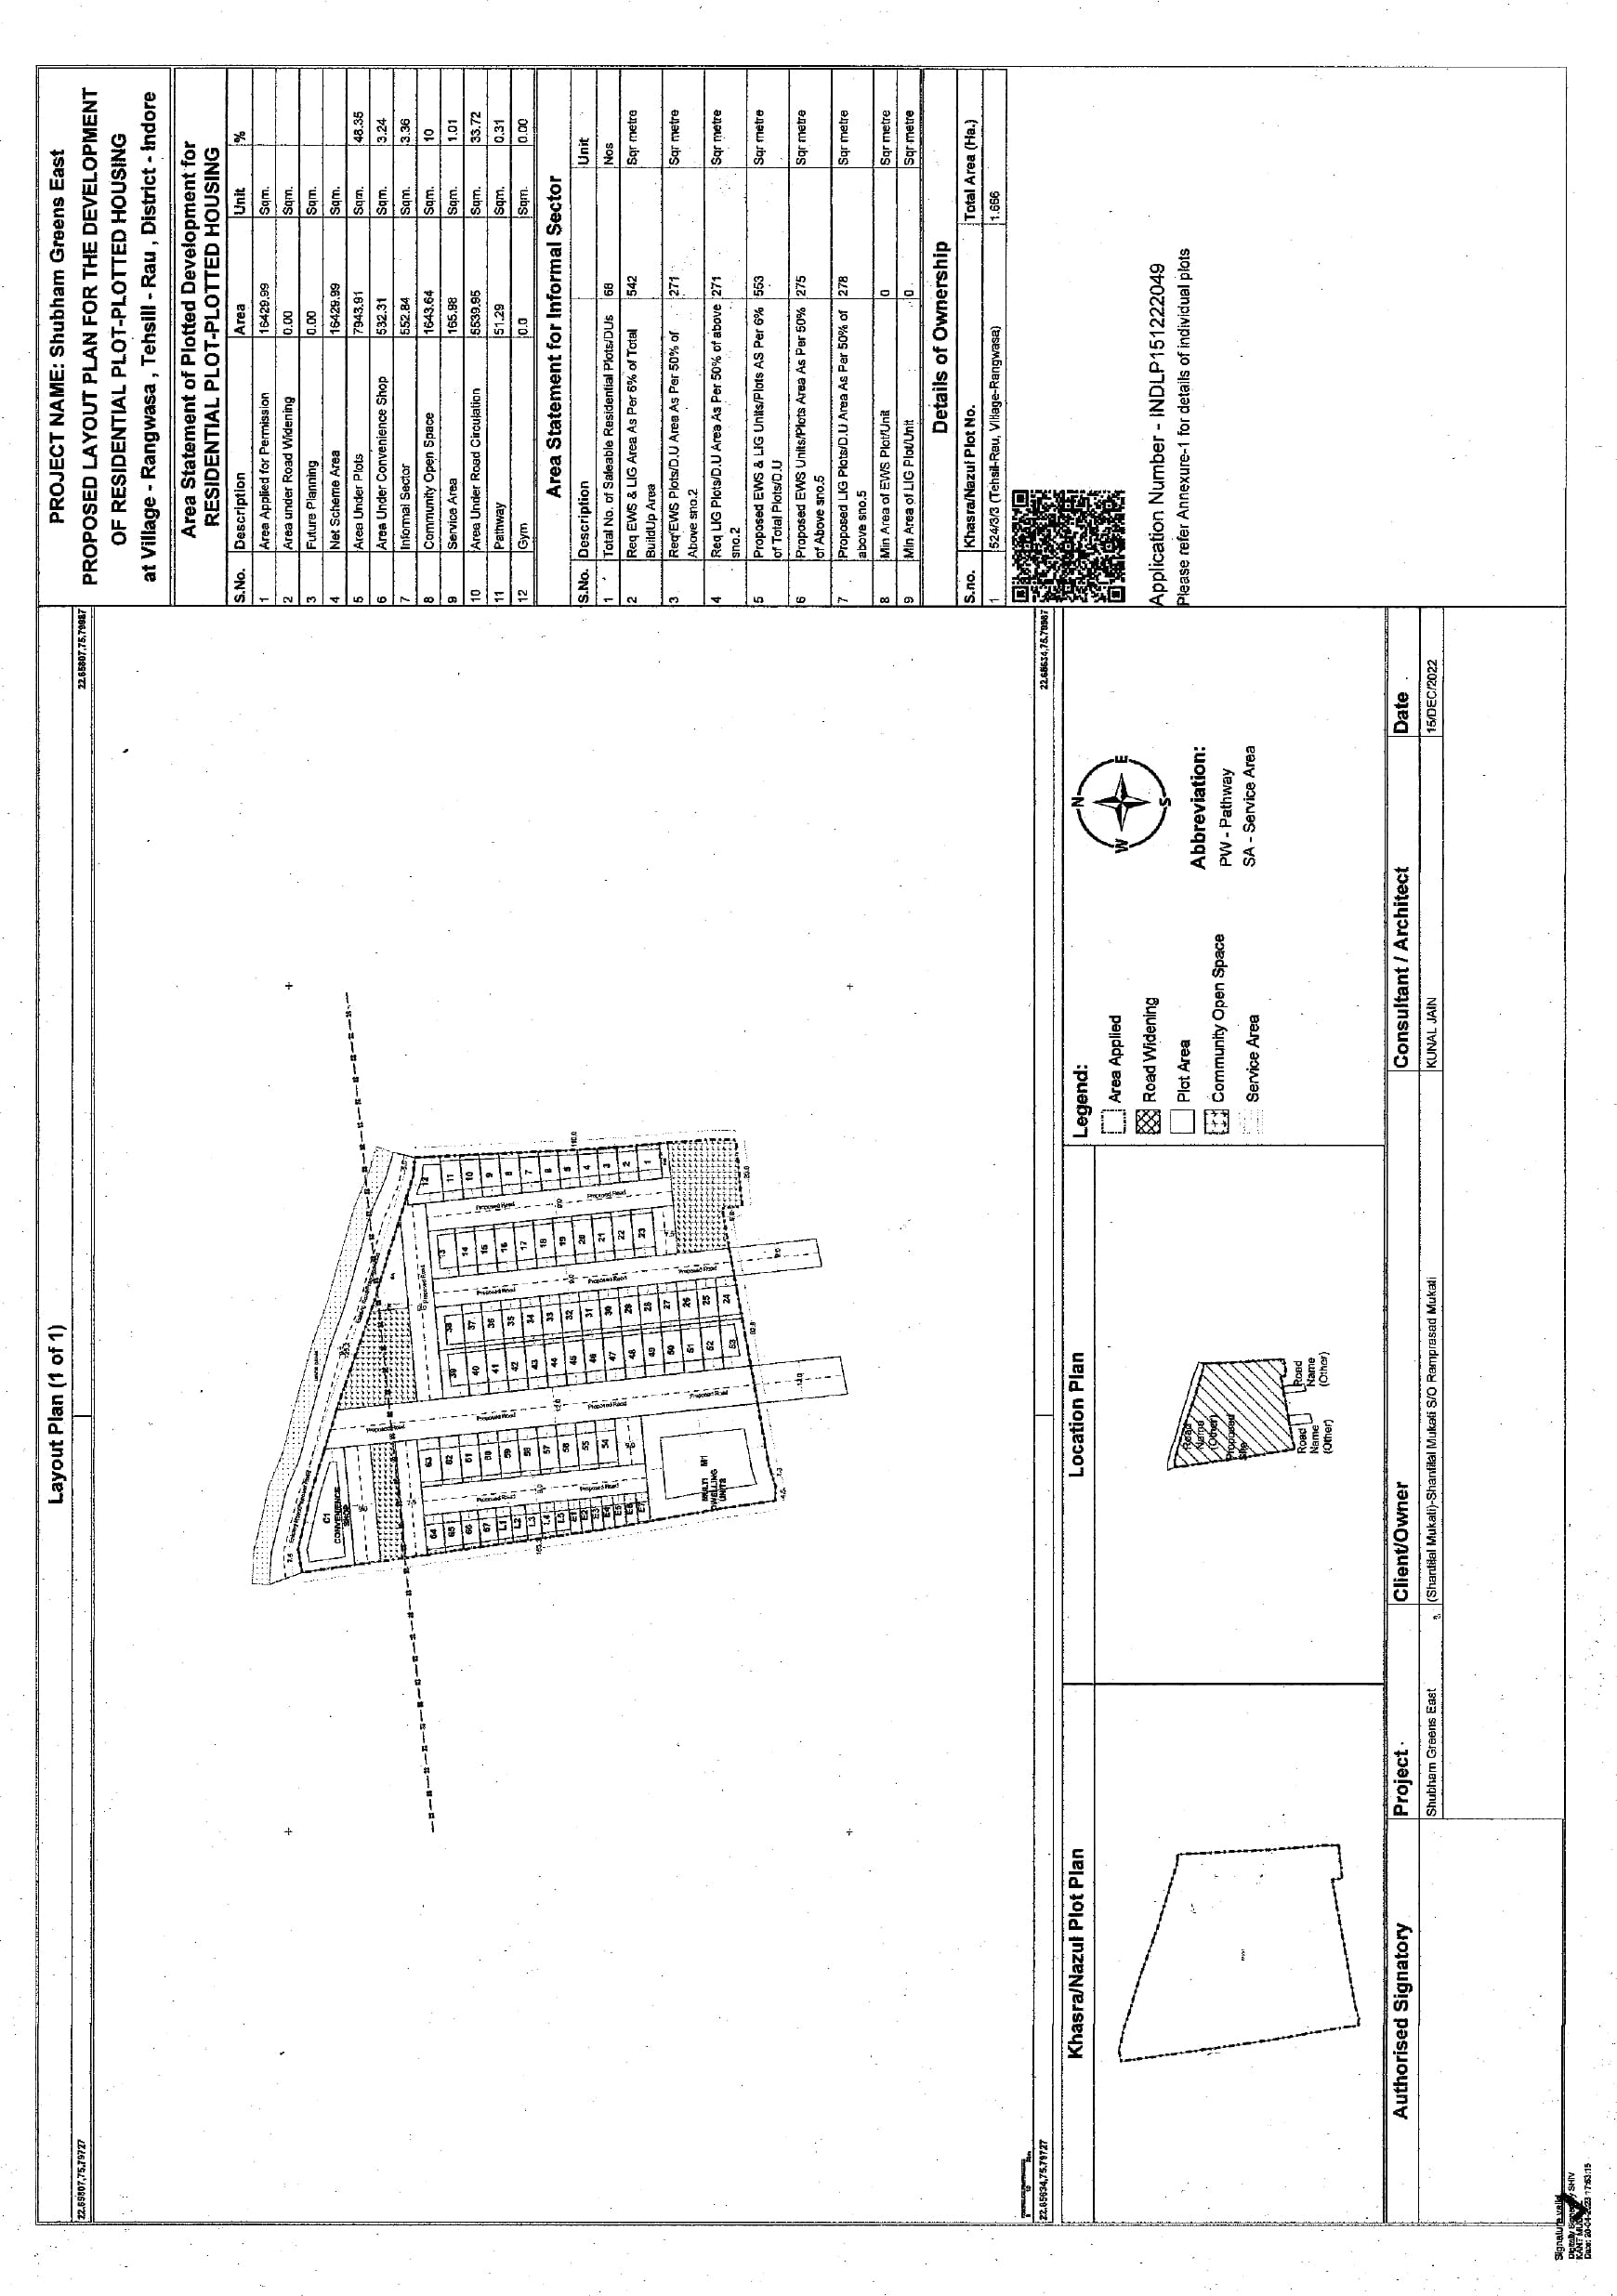 Layout Plan (1 of 1)
22.65807,75.79727
22.65807,75.79987
C1
CONVENIENCE
SHOP
7.5
Proposed Road
64
65
66
67
L1
L2
L3
L4
L5
E1
E2
E3
E4
E5
E6
E7
63
62
61
60
59
58
57
56
55
54
39
40
41
42
43
44
45
46
47
48
49
50
51
52
53
38
37
36
35
34
33
32
31
30
29
28
27
26
25
24
13
14
15
16
17
18
19
20
21
22
23
12
11
10
9
8
7
6
5
4
3
2
1
MULTI M1
DWELLING
UNITS
9.0
12.0
9.0
12.0
9.0
22.65634,75.79727
22.65634,75.79987
PROJECT NAME: Shubham Greens East
PROPOSED LAYOUT PLAN FOR THE DEVELOPMENT
OF RESIDENTIAL PLOT-PLOTTED HOUSING
at Village - Rangwasa , Tehsill - Rau , District - Indore
Area Statement of Plotted Development for
RESIDENTIAL PLOT-PLOTTED HOUSING
S.No. Description Area Unit %
1 Area Applied for Permission 16429.99 Sqm.
2 Area under Road Widening 0.00 Sqm.
3 Future Planning 0.00 Sqm.
4 Net Scheme Area 16429.99 Sqm.
5 Area Under Plots 7943.91 Sqm. 48.35
6 Area Under Convenience Shop 532.31 Sqm. 3.24
7 Informal Sector 552.84 Sqm. 3.36
8 Community Open Space 1643.64 Sqm. 10
9 Service Area 165.98 Sqm. 1.01
10 Area Under Road Circulation 5539.95 Sqm. 33.72
11 Pathway 51.29 Sqm. 0.31
12 Gym 0.0 Sqm. 0.00
Area Statement for Informal Sector
S.No. Description Unit
1 Total No. of Saleable Residential Plots/DUs 68 Nos
2 Req EWS & LIG Area As Per 6% of Total 542 Sqr metre
BuildUp Area
3 Req EWS Plots/D.U Area As Per 50% of 271 Sqr metre
Above sno.2
4 Req LIG Plots/D.U Area As Per 50% of above 271 Sqr metre
sno.2
5 Proposed EWS & LIG Units/Plots AS Per 6% 553 Sqr metre
of Total Plots/D.U
6 Proposed EWS Units/Plots Area As Per 50% 275 Sqr metre
of Above sno.5
7 Proposed LIG Plots/D.U Area As Per 50% of 278 Sqr metre
above sno.5
8 Min Area of EWS Plot/Unit 0 Sqr metre
9 Min Area of LIG Plot/Unit 0 Sqr metre
Details of Ownership
S.no. Khasra/Nazul Plot No. Total Area (Ha.)
1 524/3/3 (Tehsil-Rau, Village-Rangwasa) 1.666
Application Number - INDLP151222049
Please refer Annexure-1 for details of individual plots
Khasra/Nazul Plot Plan
Location Plan
Road
Name
(Other)
Proposed
Site
Road
Name
(Other)
Road
Name
(Other)
Legend:
Area Applied
Road Widening
Plot Area
Community Open Space
Service Area
N
W E
S
Abbreviation:
PW - Pathway
SA - Service Area
Authorised Signatory Project Client/Owner Consultant / Architect Date
Shubham Greens East (Shantilal Mukati)-Shantilal Mukati S/O Ramprasad Mukati KUNAL JAIN 15/DEC/2022
Signature valid
Digitally Signed by SHIV
KANT
Date: 20-04-2023 17:53:15